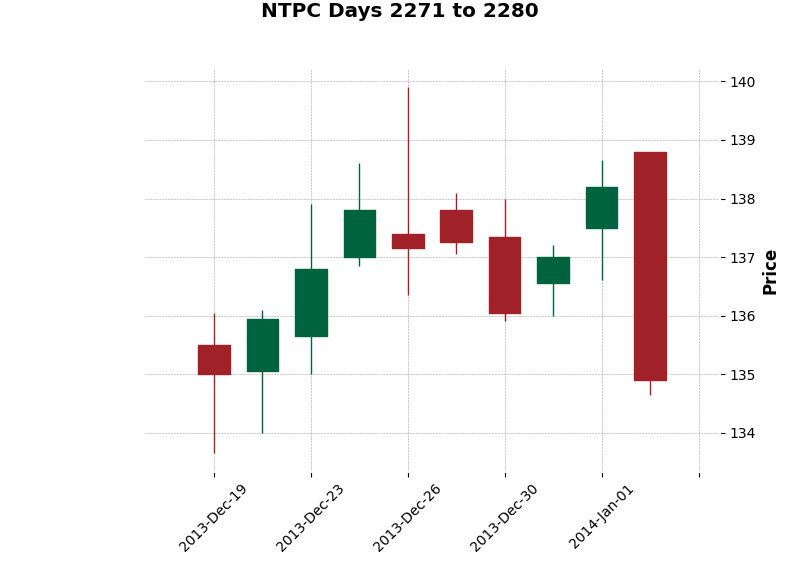 NTPC Days 2271 to 2280
140
139
138
137
136
135
134
Price
2013-Dec-19
2013-Dec-23
2013-Dec-26
2013-Dec-30
2014-Jan-01